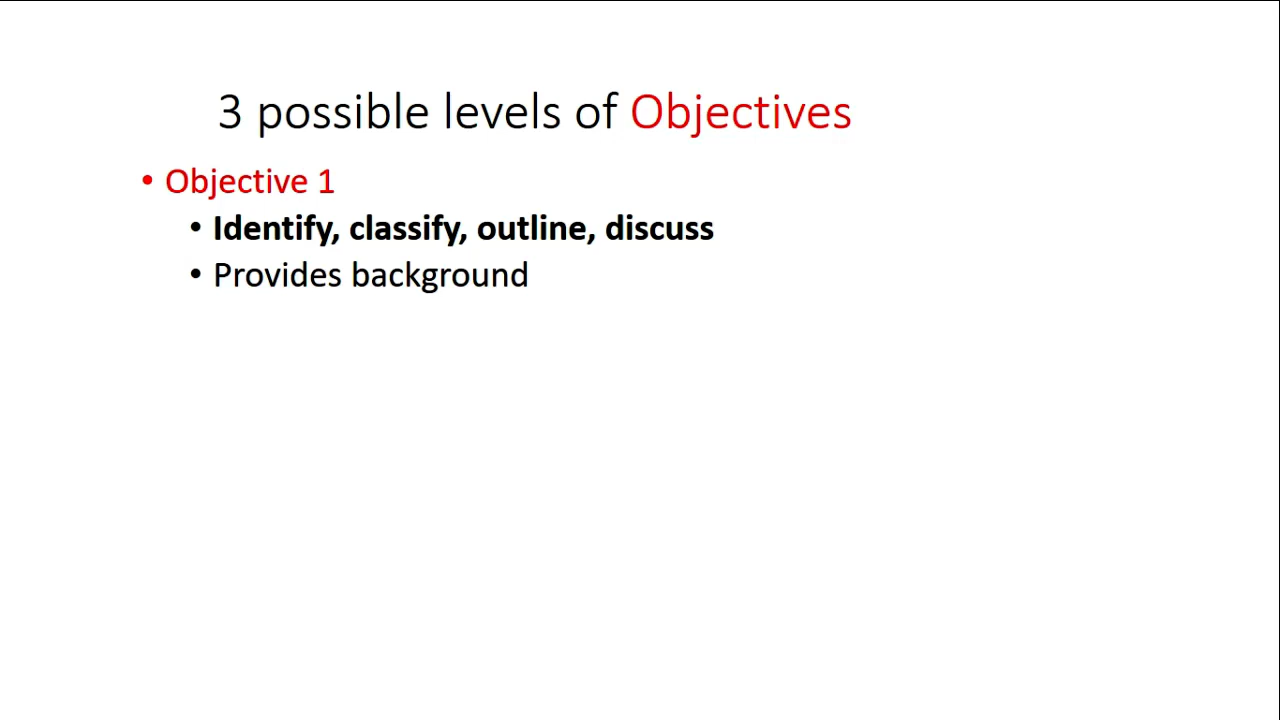 3 possible levels of Objectives
• Objective 1
• Identify, classify, outline, discuss
• Provides background